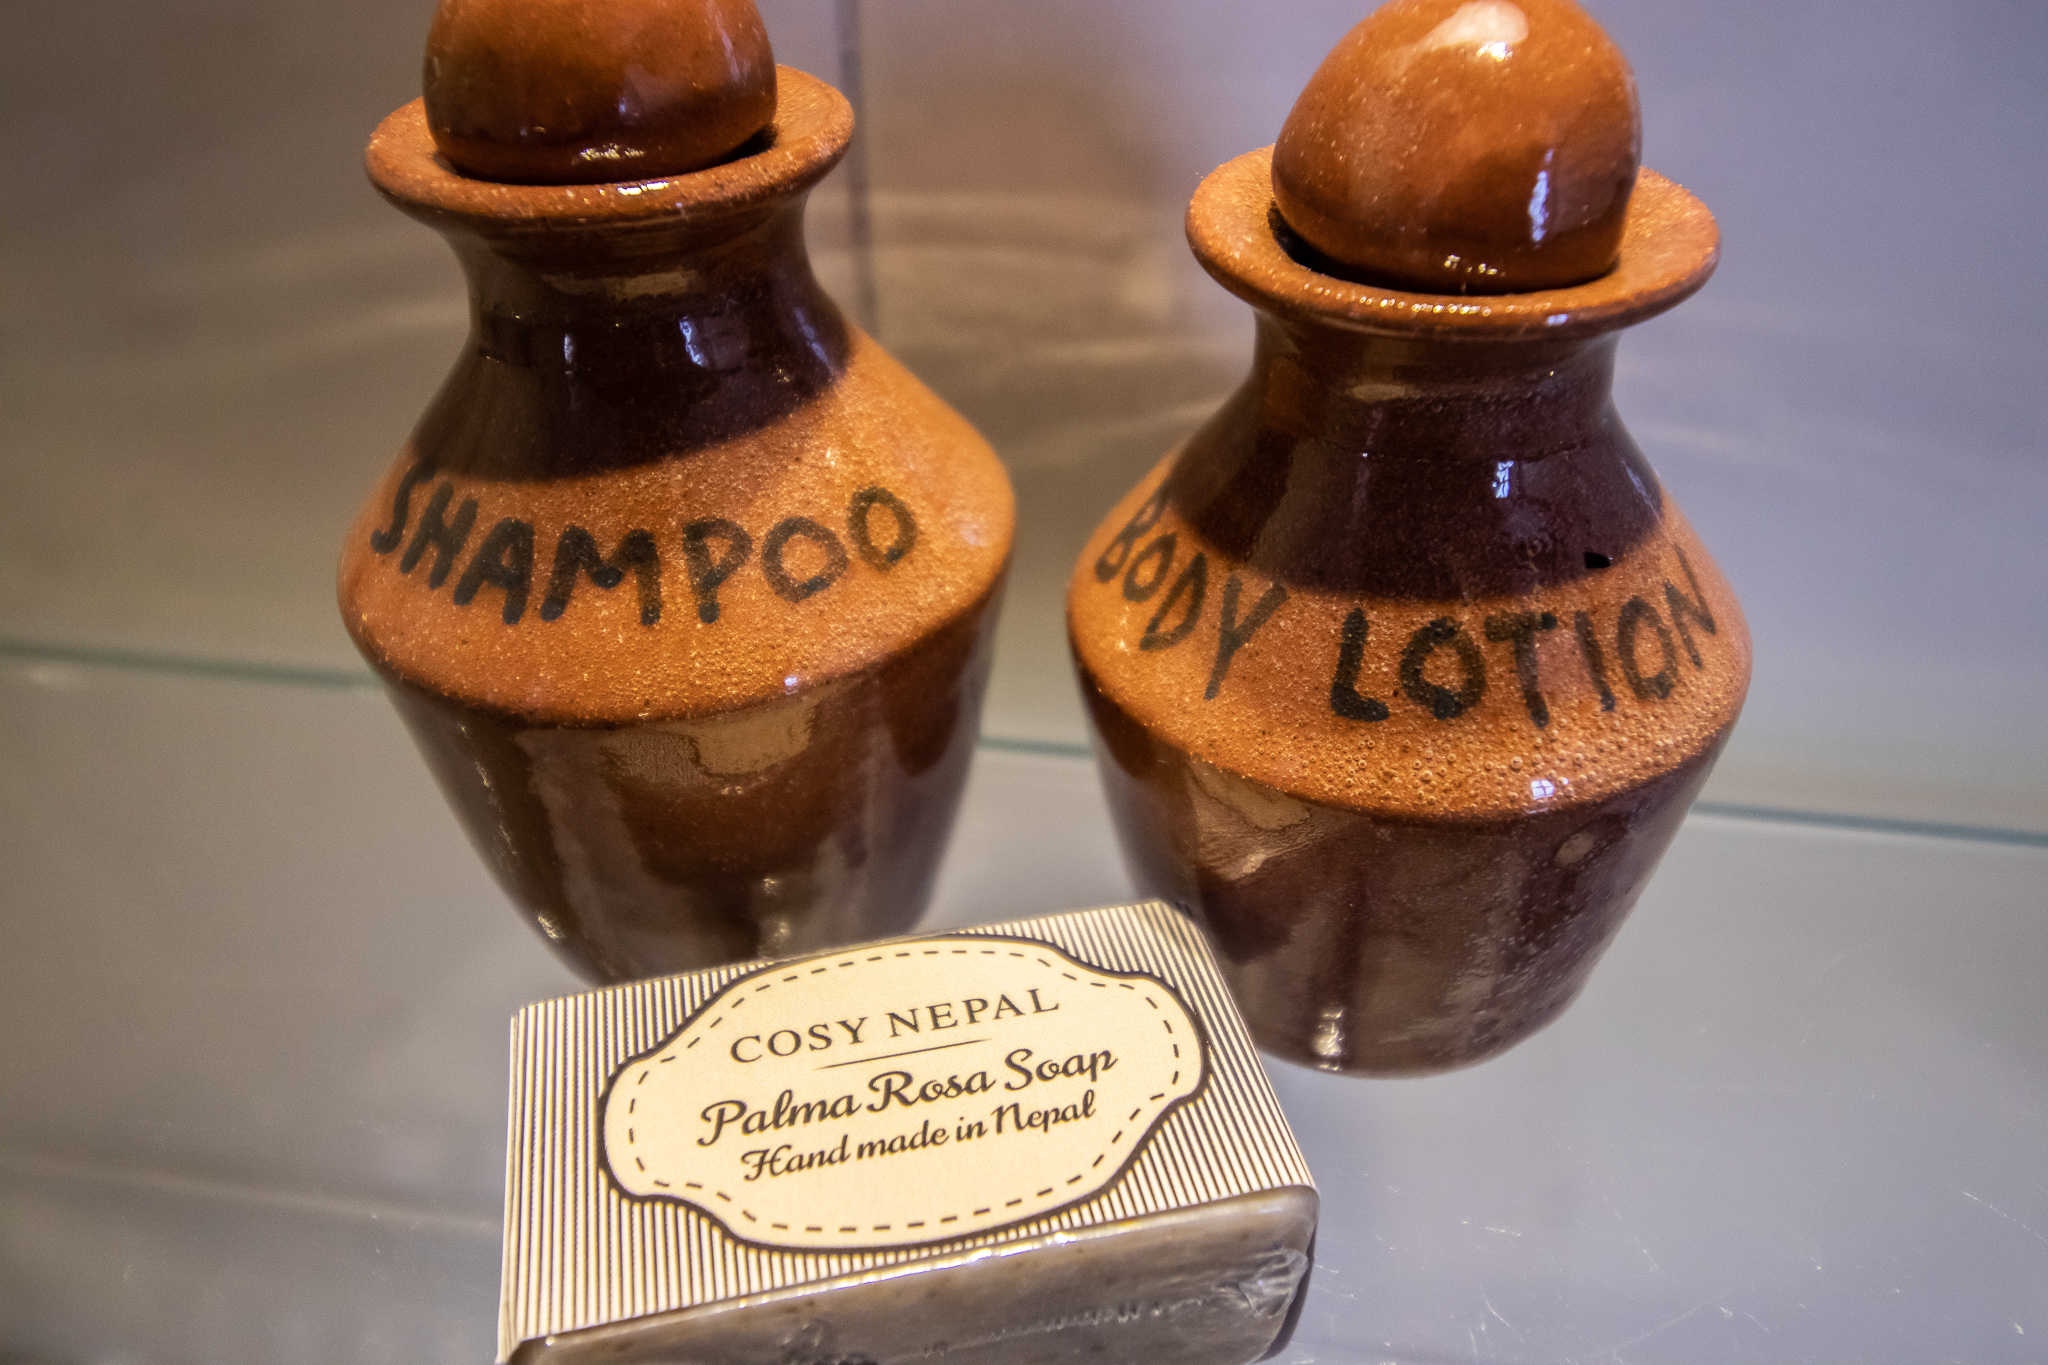 SHAMPOO
BODY LOTION
COSY NEPAL
Palma Rosa Soap
Hand made in Nepal